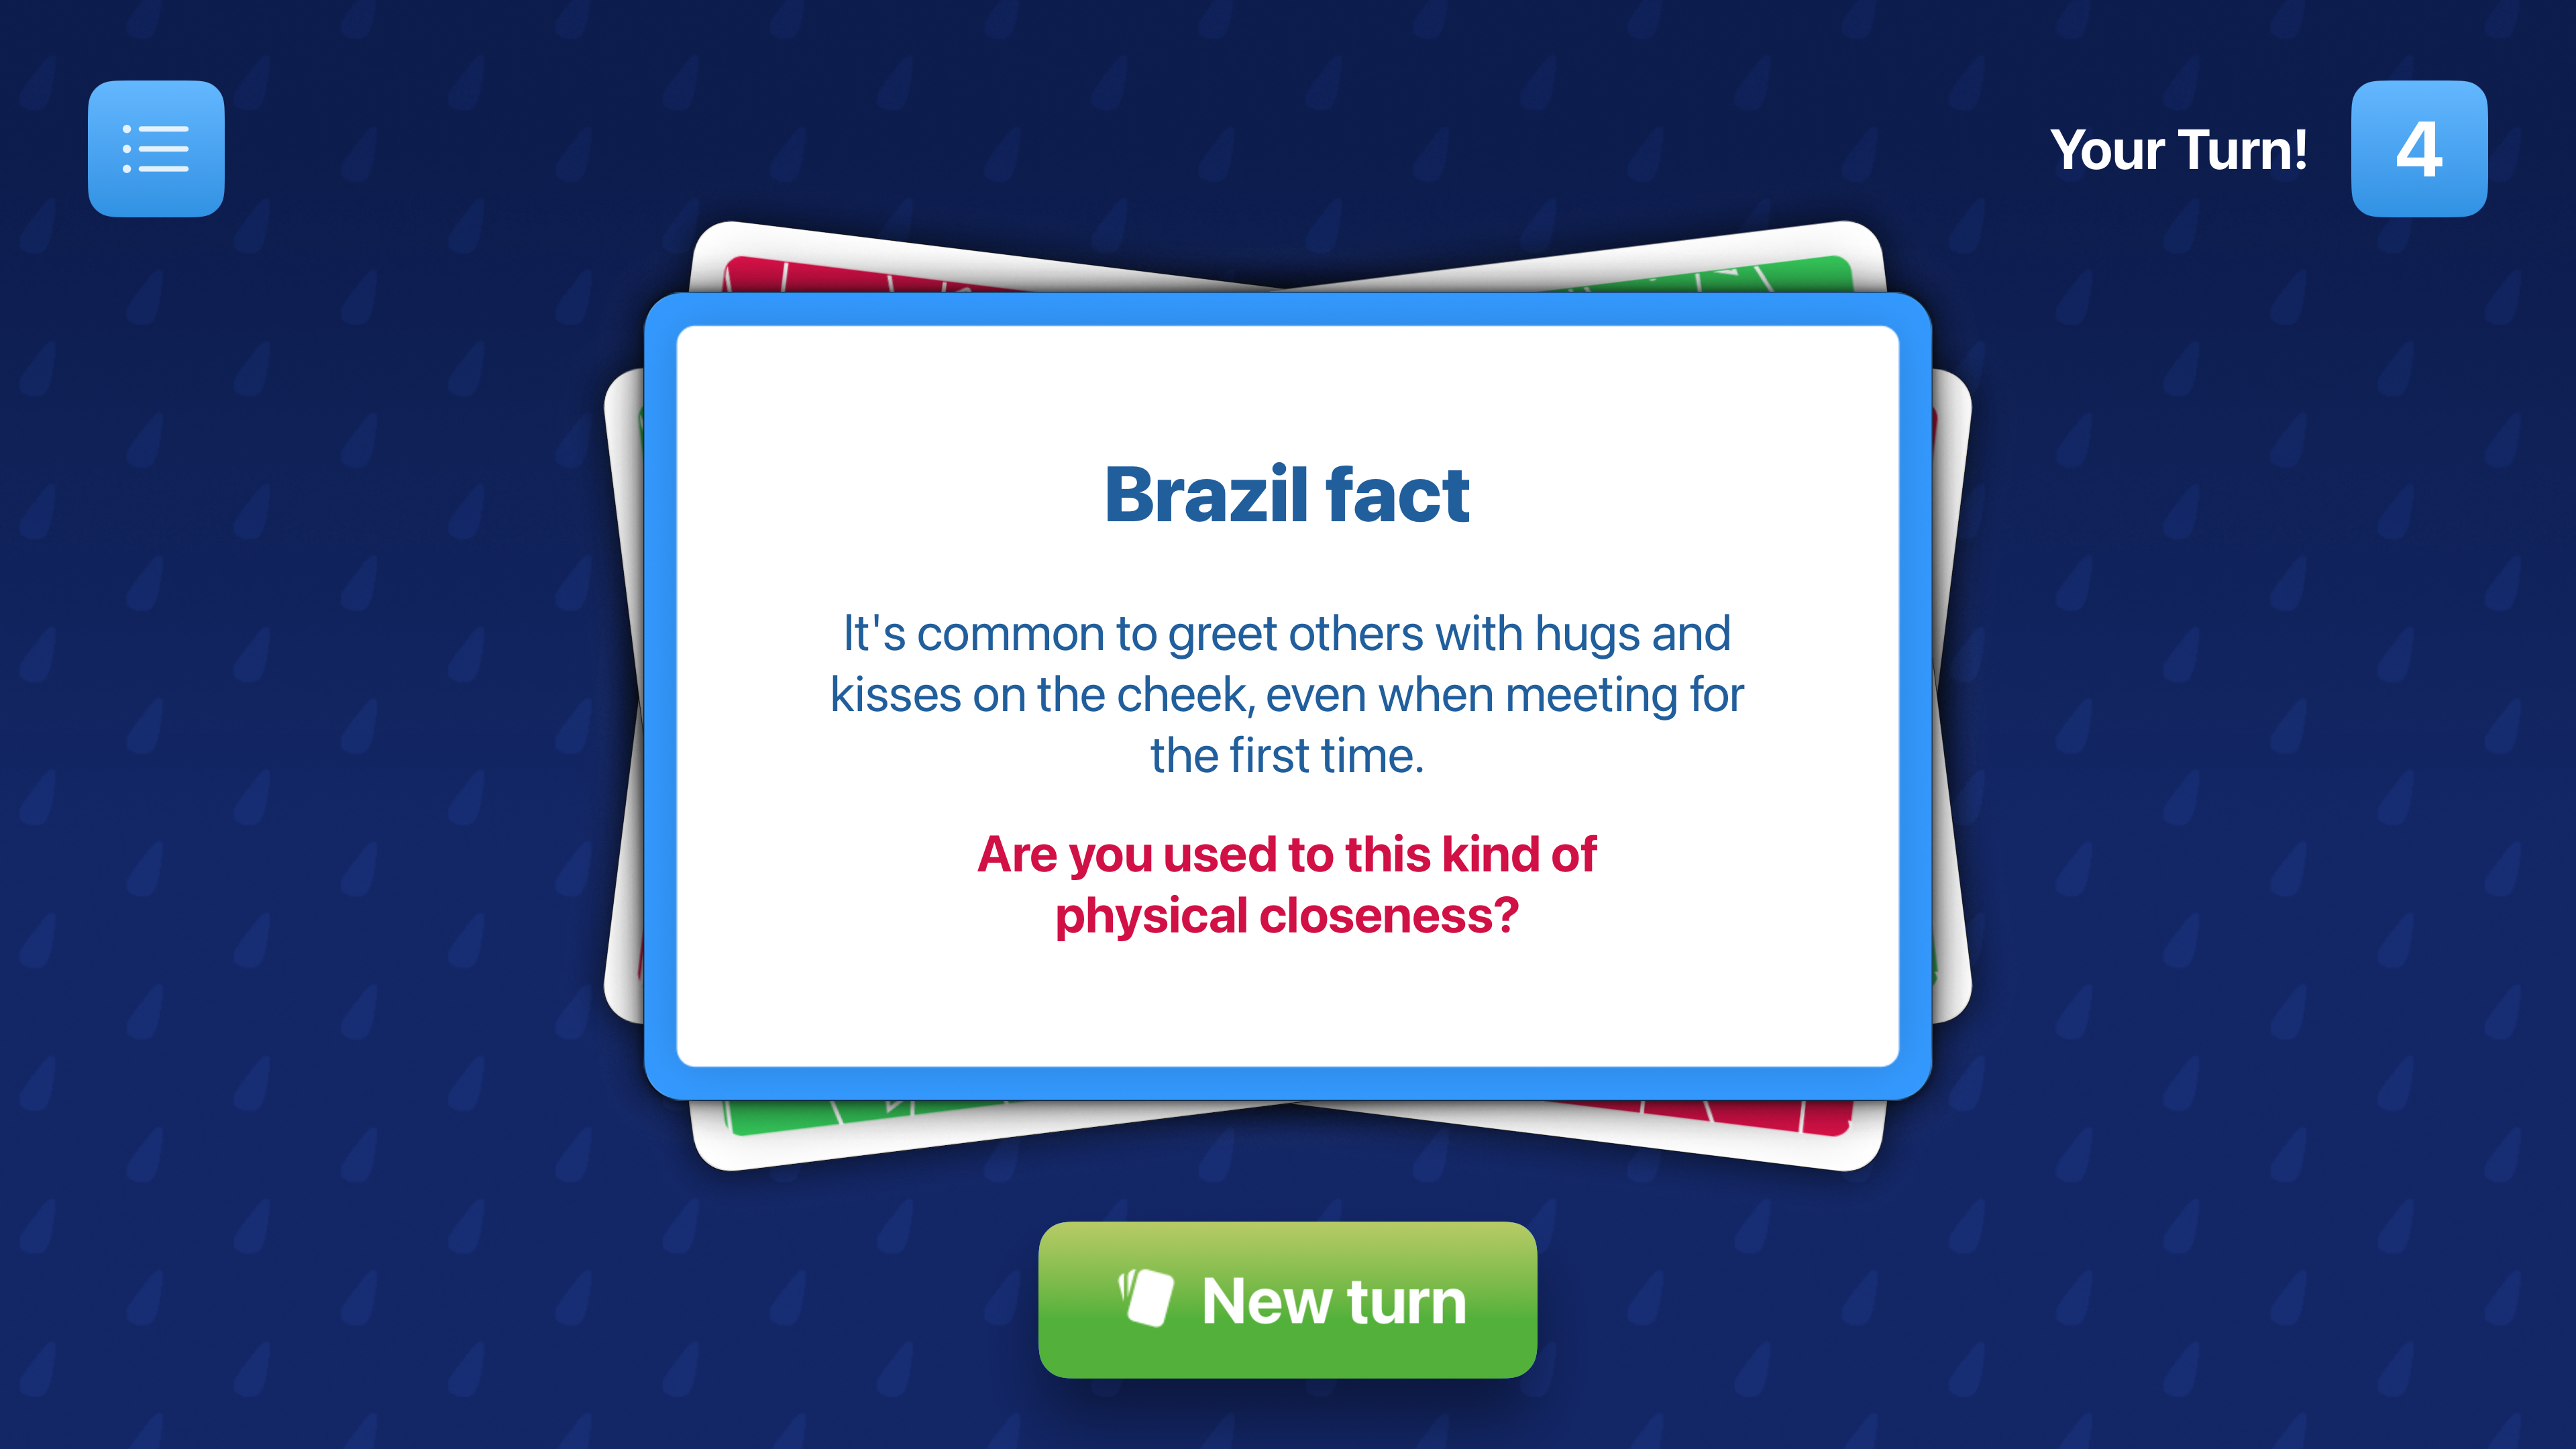 Your Turn!
4
Brazil fact
It's common to greet others with hugs and
kisses on the cheek, even when meeting for
the first time.
Are you used to this kind of
physical closeness?
New turn